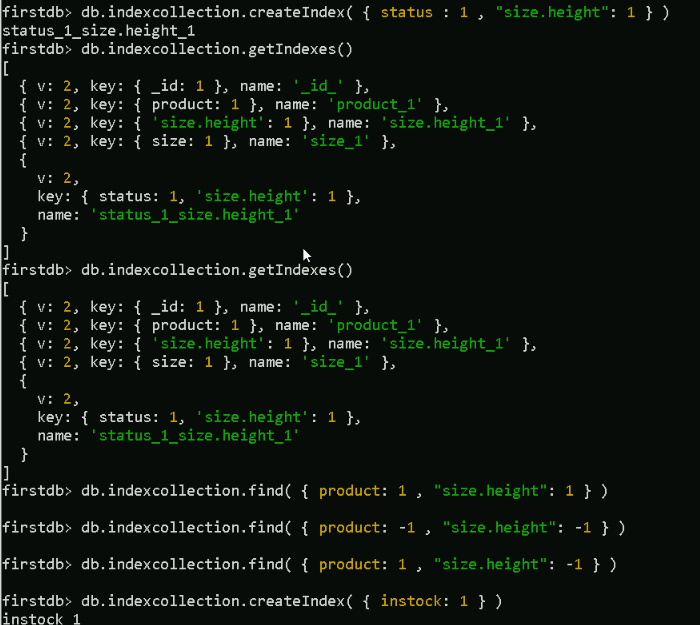 firstdb> db.indexcollection.createIndex( { status : 1 , "size.height": 1 } )
status_1_size.height_1
firstdb> db.indexcollection.getIndexes()
[
  { v: 2, key: { _id: 1 }, name: '_id_' },
  { v: 2, key: { product: 1 }, name: 'product_1' },
  { v: 2, key: { 'size.height': 1 }, name: 'size.height_1' },
  { v: 2, key: { size: 1 }, name: 'size_1' },
  {
    v: 2,
    key: { status: 1, 'size.height': 1 },
    name: 'status_1_size.height_1'
  }
]
firstdb> db.indexcollection.getIndexes()
[
  { v: 2, key: { _id: 1 }, name: '_id_' },
  { v: 2, key: { product: 1 }, name: 'product_1' },
  { v: 2, key: { 'size.height': 1 }, name: 'size.height_1' },
  { v: 2, key: { size: 1 }, name: 'size_1' },
  {
    v: 2,
    key: { status: 1, 'size.height': 1 },
    name: 'status_1_size.height_1'
  }
]
firstdb> db.indexcollection.find( { product: 1 , "size.height": 1 } )
firstdb> db.indexcollection.find( { product: -1 , "size.height": -1 } )
firstdb> db.indexcollection.find( { product: 1 , "size.height": -1 } )
firstdb> db.indexcollection.createIndex( { instock: 1 } )
instock_1